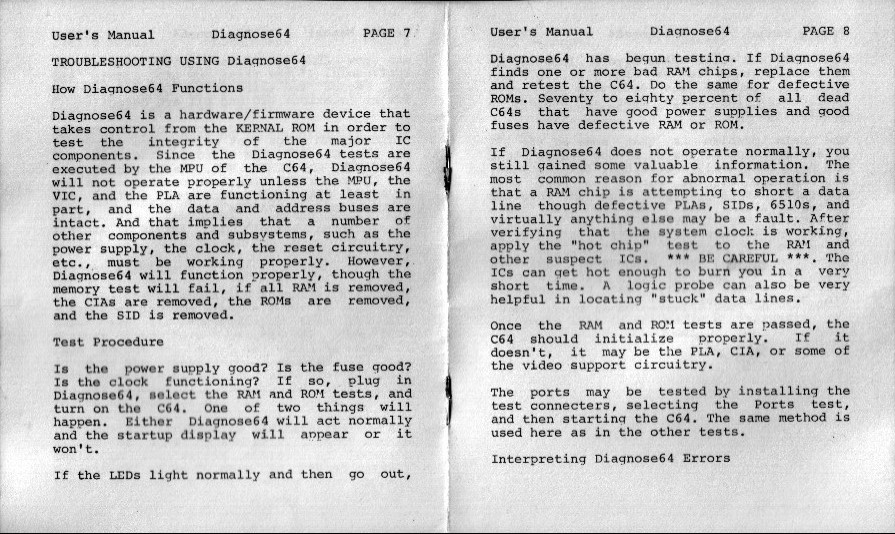 User's Manual Diagnose64 PAGE 7
TROUBLESHOOTING USING Diagnose64
How Diagnose64 Functions
Diagnose64 is a hardware/firmware device that
takes control from the KERNAL ROM in order to
test the integrity of the major IC
components. Since the Diagnose64 tests are
executed by the MPU of the C64, Diagnose64
will not operate properly unless the MPU, the
VIC, and the PLA are functioning at least in
part, and the data and address buses are
intact. And that implies that a number of
other components and subsystems, such as the
power supply, the clock, the reset circuitry,
etc., must be working properly. However,
Diagnose64 will function properly, though the
memory test will fail, if all RAM is removed,
the CIAs are removed, the ROMs are removed,
and the SID is removed.
Test Procedure
Is the power supply good? Is the fuse good?
Is the clock functioning? If so, plug in
Diagnose64, select the RAM and ROM tests, and
turn on the C64. One of two things will
happen. Either Diagnose64 will act normally
and the startup display will appear or it
won't.
If the LEDs light normally and then go out,
User's Manual Diagnose64 PAGE 8
Diagnose64 has begun testing. If Diagnose64
finds one or more bad RAM chips, replace them
and retest the C64. Do the same for defective
ROMs. Seventy to eighty percent of all dead
C64s that have good power supplies and good
fuses have defective RAM or ROM.
If Diagnose64 does not operate normally, you
still gained some valuable information. The
most common reason for abnormal operation is
that a RAM chip is attempting to short a data
line though defective PLAs, SIDs, 6510s, and
virtually anything else may be a fault. After
verifying that the system clock is working,
apply the "hot chip" test to the RAM and
other suspect ICs. *** BE CAREFUL ***. The
ICs can get hot enough to burn you in a very
short time. A logic probe can also be very
helpful in locating "stuck" data lines.
Once the RAM and ROM tests are passed, the
C64 should initialize properly. If it
doesn't, it may be the PLA, CIA, or some of
the video support circuitry.
The ports may be tested by installing the
test connecters, selecting the Ports test,
and then starting the C64. The same method is
used here as in the other tests.
Interpreting Diagnose64 Errors